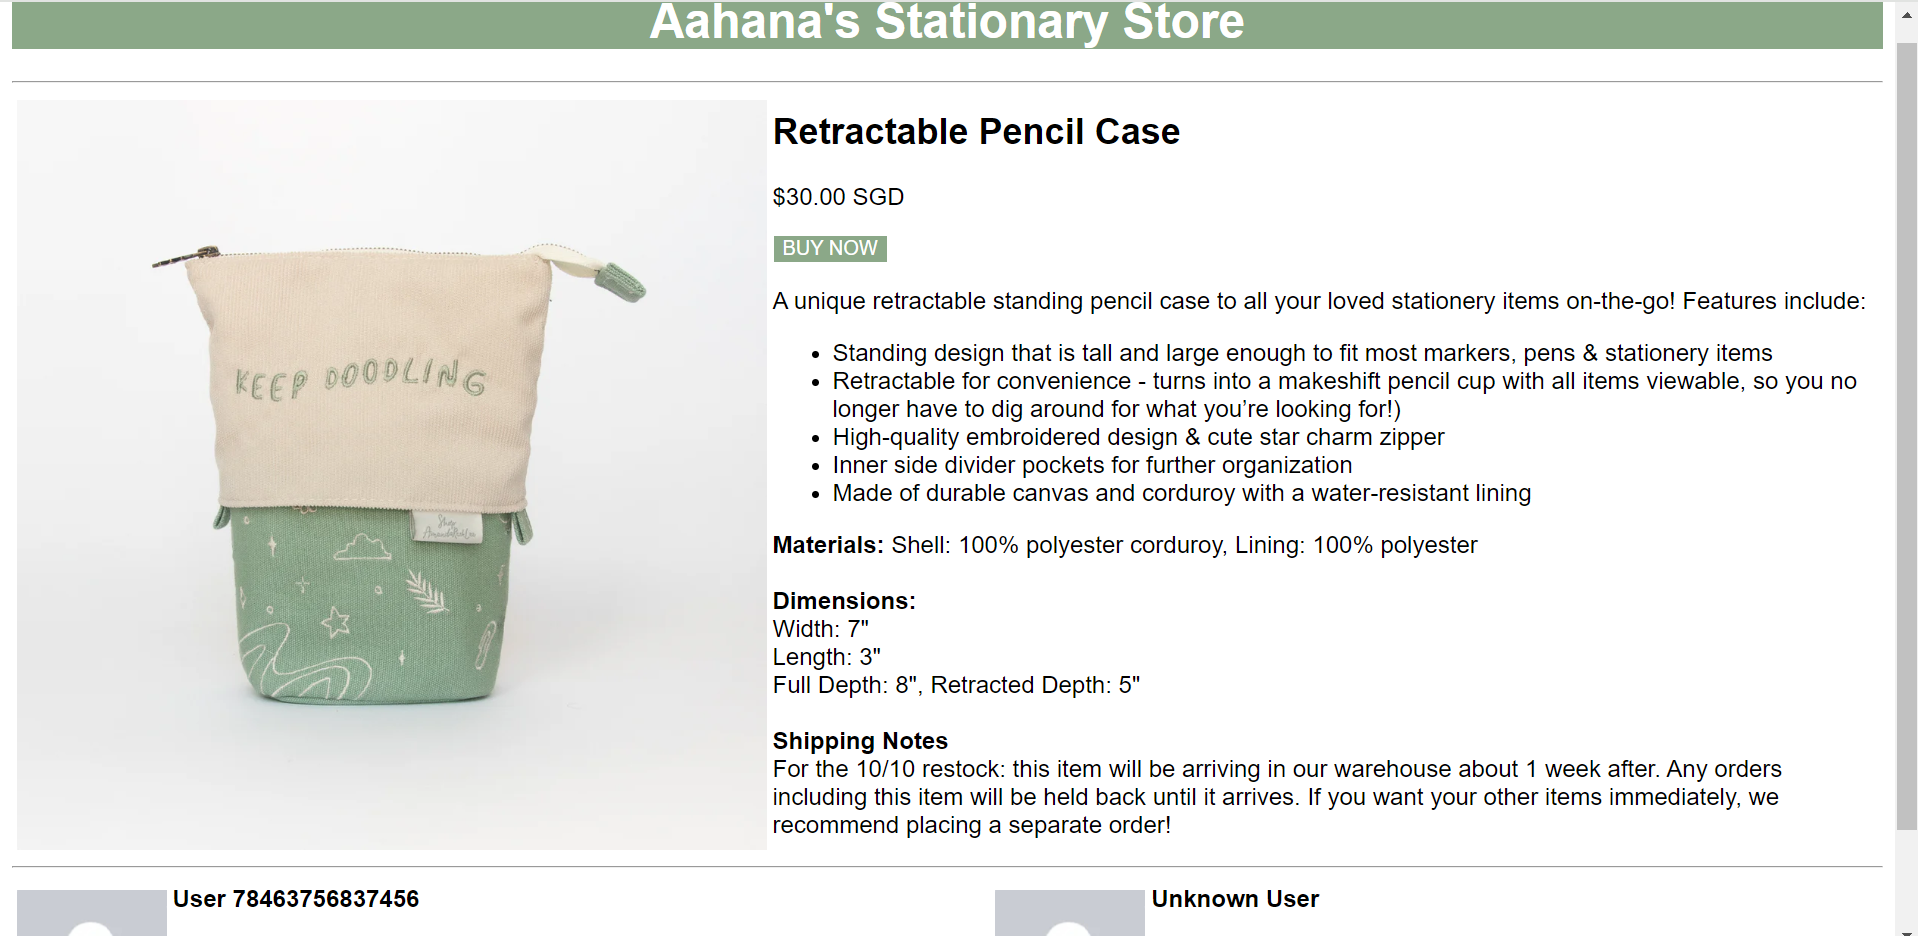 Aahana's Stationary Store
Retractable Pencil Case
$30.00 SGD
BUY NOW
A unique retractable standing pencil case to all your loved stationery items on-the-go! Features include:
Standing design that is tall and large enough to fit most markers, pens & stationery items
Retractable for convenience - turns into a makeshift pencil cup with all items viewable, so you no
longer have to dig around for what you’re looking for!)
High-quality embroidered design & cute star charm zipper
Inner side divider pockets for further organization
Made of durable canvas and corduroy with a water-resistant lining
KEEP DOODLING
Shop
Materials: Shell: 100% polyester corduroy, Lining: 100% polyester
Dimensions:
Width: 7"
Length: 3"
Full Depth: 8", Retracted Depth: 5"
Shipping Notes
For the 10/10 restock: this item will be arriving in our warehouse about 1 week after. Any orders
including this item will be held back until it arrives. If you want your other items immediately, we
recommend placing a separate order!
User 78463756837456
Unknown User